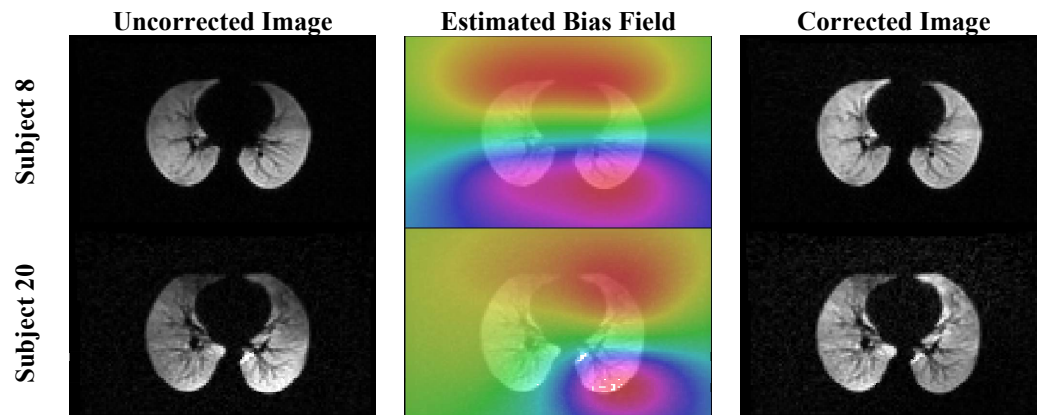 Uncorrected Image
Estimated Bias Field
Corrected Image
Subject 8
Subject 20